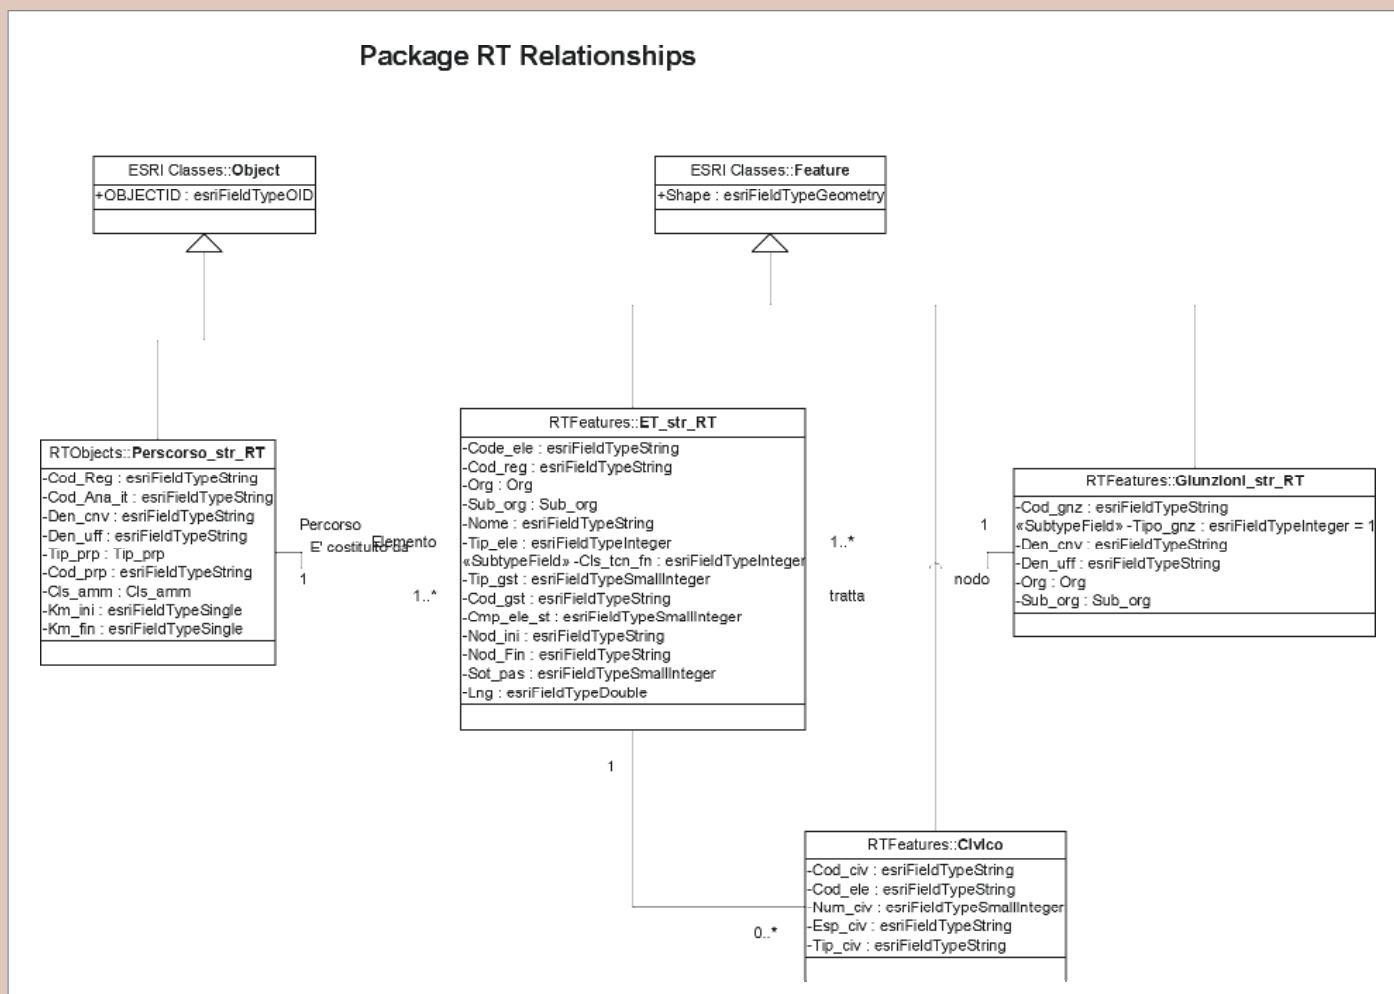 Package RT Relationships
ESRI Classes::Object
+OBJECTID : esriFieldTypeOID
ESRI Classes::Feature
+Shape : esriFieldTypeGeometry
RTObjects::Perscorso_str_RT
-Cod_Reg : esriFieldTypeString
-Cod_Ana_it : esriFieldTypeString
-Den_cnv : esriFieldTypeString
-Den_uff : esriFieldTypeString
-Tip_prp : Tip_prp
-Cod_prp : esriFieldTypeString
-Cls_amm : Cls_amm
-Km_ini : esriFieldTypeSingle
-Km_fin : esriFieldTypeSingle
Percorso
E' costituito da
1
Elemento
1..*
RTFeatures::ET_str_RT
-Code_ele : esriFieldTypeString
-Cod_reg : esriFieldTypeString
-Org : Org
-Sub_org : Sub_org
-Nome : esriFieldTypeString
-Tip_ele : esriFieldTypeInteger
«SubtypeField» -Cls_tcn_fn : esriFieldTypeInteger
-Tip_gst : esriFieldTypeSmallInteger
-Cod_gst : esriFieldTypeString
-Cmp_ele_st : esriFieldTypeSmallInteger
-Nod_ini : esriFieldTypeString
-Nod_Fin : esriFieldTypeString
-Sot_pas : esriFieldTypeSmallInteger
-Lng : esriFieldTypeDouble
1..*
tratta
1
nodo
RTFeatures::Giunzioni_str_RT
-Cod_gnz : esriFieldTypeString
«SubtypeField» -Tipo_gnz : esriFieldTypeInteger = 1
-Den_cnv : esriFieldTypeString
-Den_uff : esriFieldTypeString
-Org : Org
-Sub_org : Sub_org
1
0..*
RTFeatures::Civico
-Cod_civ : esriFieldTypeString
-Cod_ele : esriFieldTypeString
-Num_civ : esriFieldTypeSmallInteger
-Esp_civ : esriFieldTypeString
-Tip_civ : esriFieldTypeString